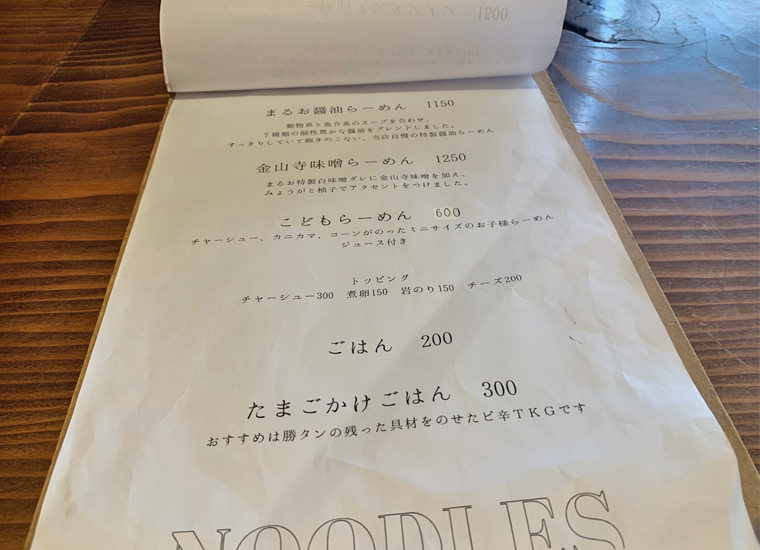 1200
まるお醤油らーめん 1150
動物系と魚介系のスープを合わせ、
7種類の個性豊かな醤油をブレンドしました。
すっきりしていて飽きのこない、当店自慢の特製醤油らーめん
金山寺味噌らーめん 1250
まるお特製白味噌ダレに金山寺味噌を加え、
みょうがと柚子でアクセントをつけました。
こどもらーめん 600
チャーシュー、カニカマ、コーンがのったミニサイズのお子様らーめん
ジュース付き
トッピング
チャーシュー300 煮卵150 岩のり150 チーズ200
ごはん 200
たまごかけごはん 300
おすすめは勝タンの残った具材をのせたピ辛TKGです
NOODLES